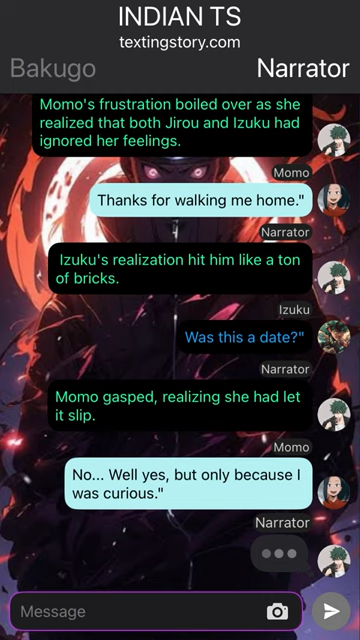 INDIAN TS
textingstory.com
Bakugo
Narrator
Momo's frustration boiled over as she
realized that both Jirou and Izuku had
ignored her feelings.
Momo
Thanks for walking me home."
Narrator
Izuku's realization hit him like a ton
of bricks.
Izuku
Was this a date?"
Narrator
Momo gasped, realizing she had let
it slip.
Momo
No... Well yes, but only because I
was curious."
Narrator
Message